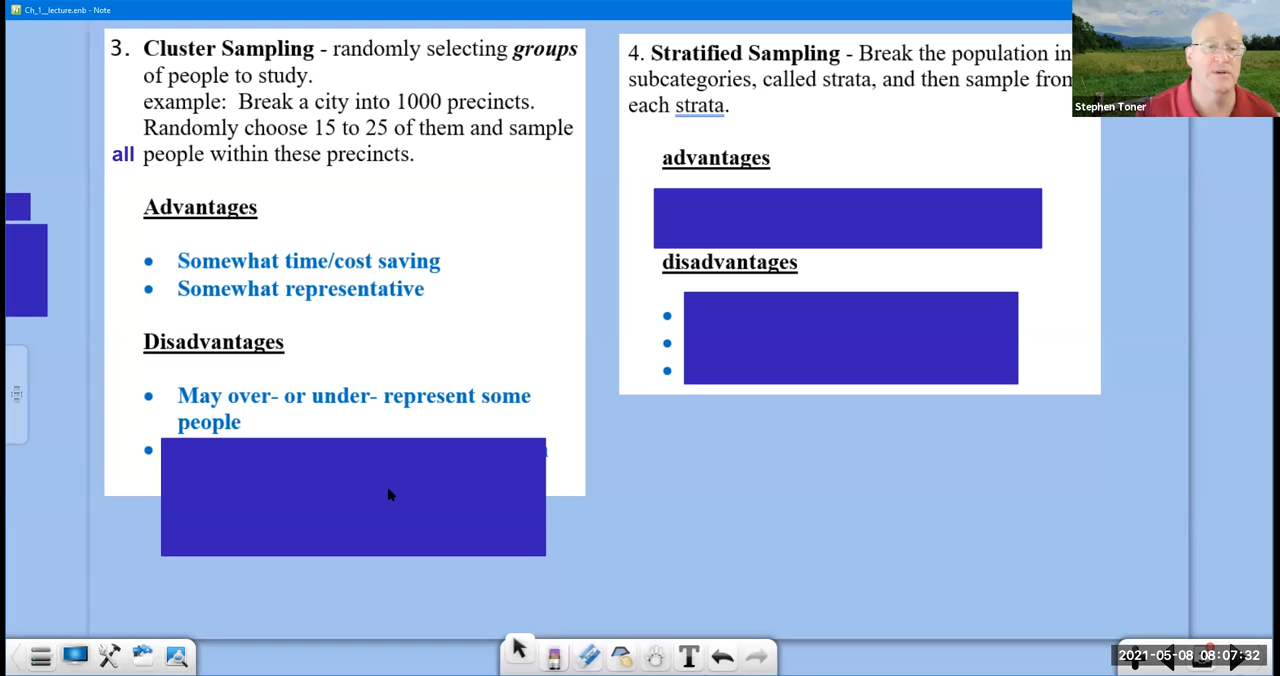 Ch_1__lecture.enb - Note
3. Cluster Sampling - randomly selecting groups
of people to study.
example: Break a city into 1000 precincts.
Randomly choose 15 to 25 of them and sample
all people within these precincts.
Advantages
• Somewhat time/cost saving
• Somewhat representative
Disadvantages
• May over- or under- represent some
people
4. Stratified Sampling - Break the population in
subcategories, called strata, and then sample from
each strata.
advantages
disadvantages
Stephen Toner
T
2021-05-08 08:07:32